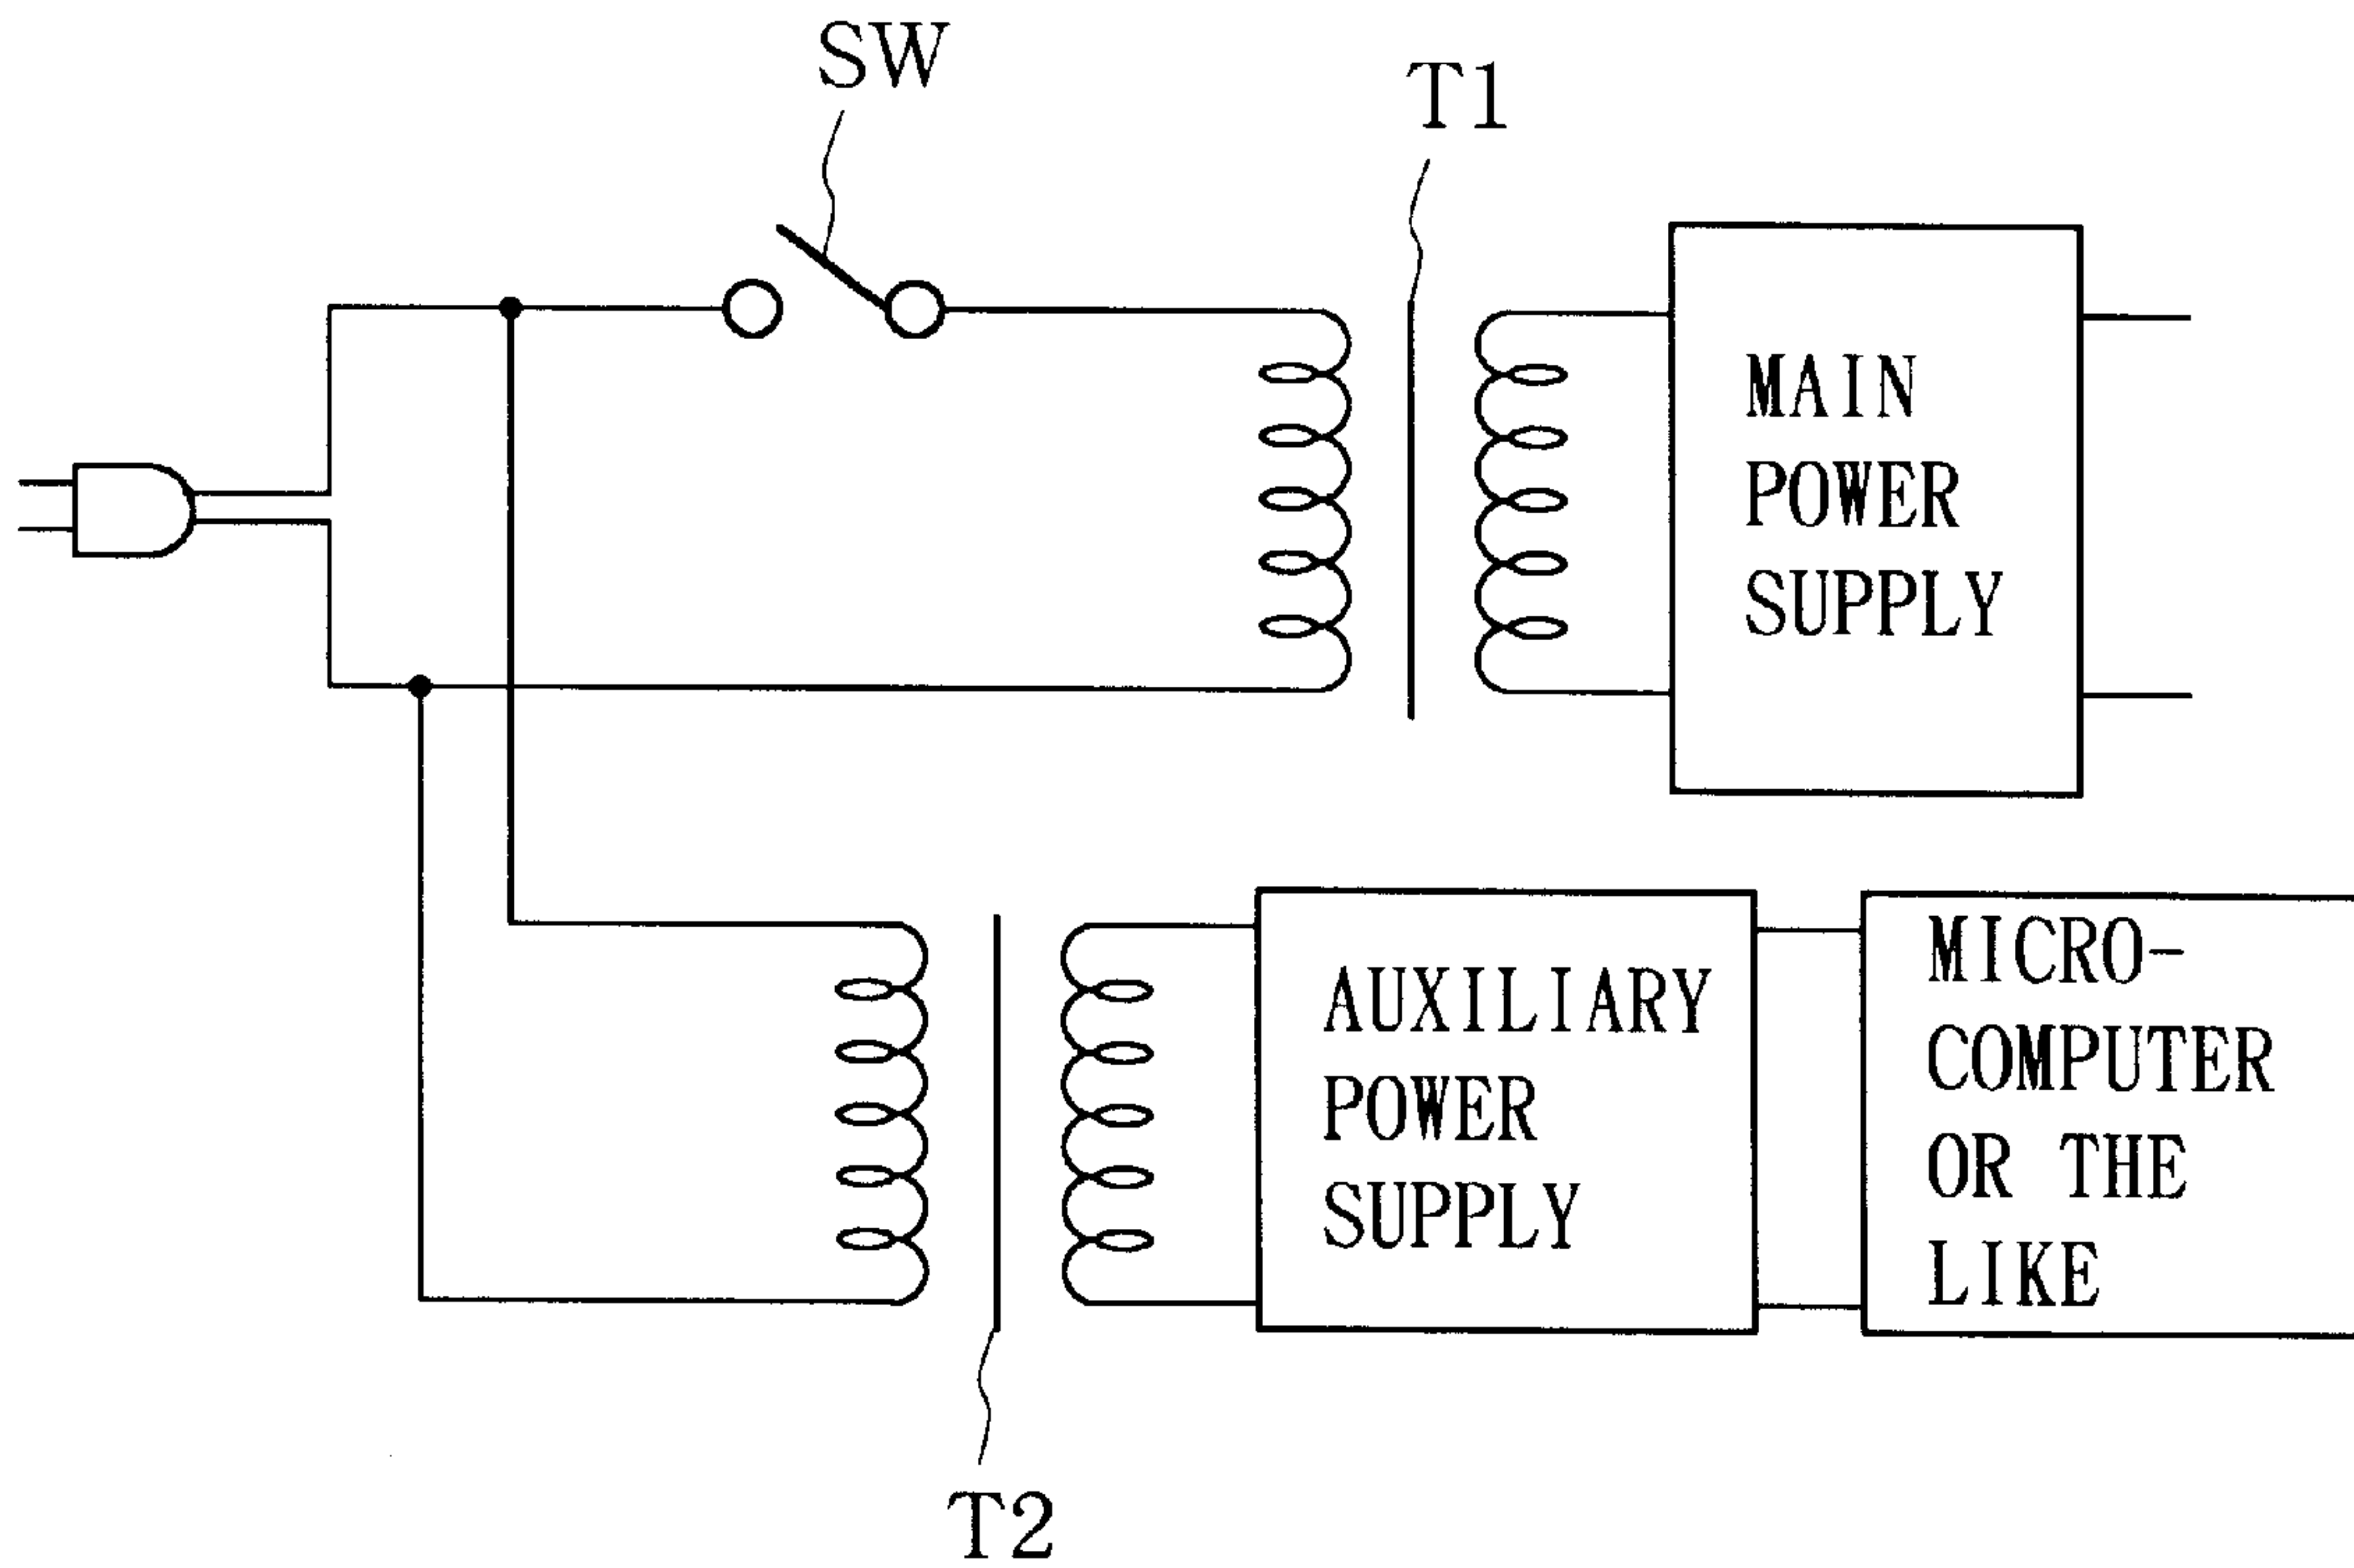 SW
T1
MAIN
POWER
SUPPLY
AUXILIARY
POWER
SUPPLY
MICRO-
COMPUTER
OR THE
LIKE
T2